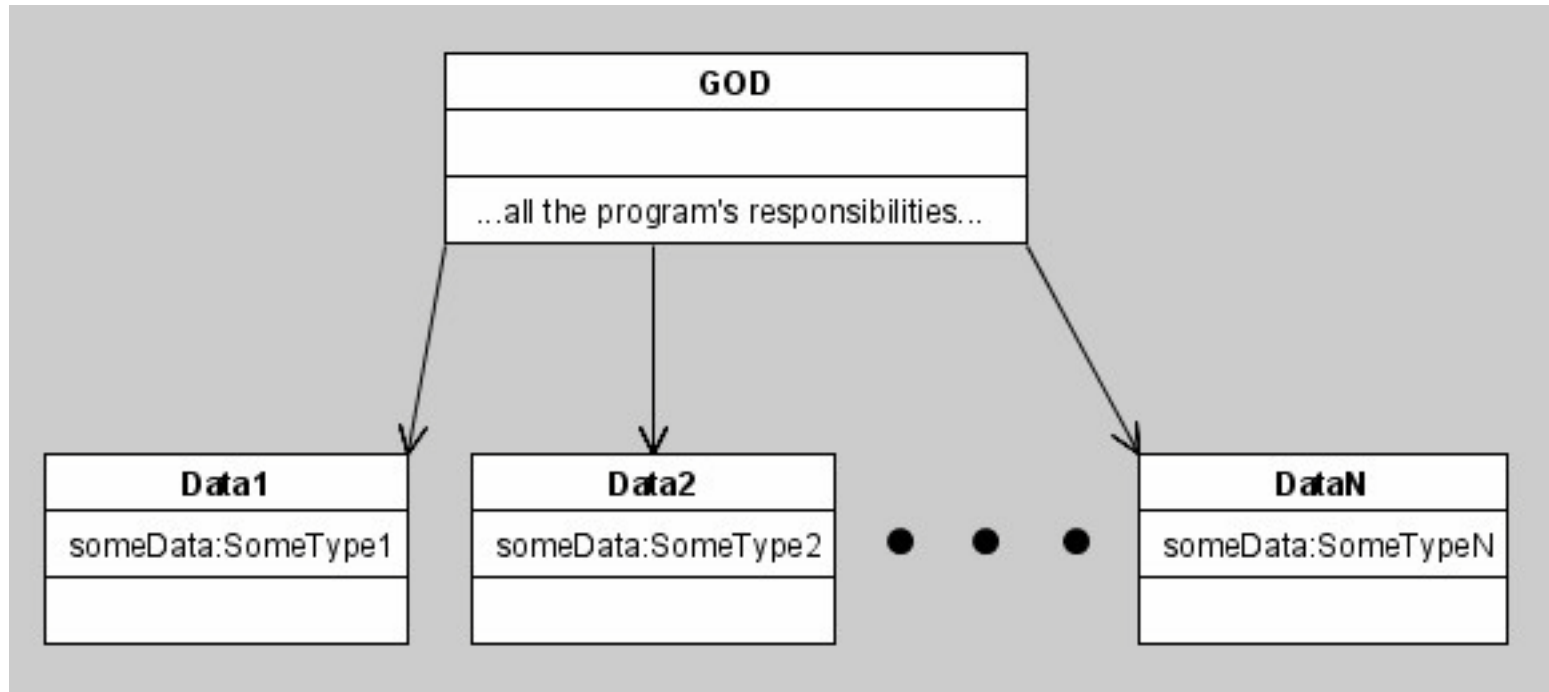 GOD
...all the program's responsibilities...
Data1
someData:SomeType1
Data2
someData:SomeType2
DataN
someData:SomeTypeN